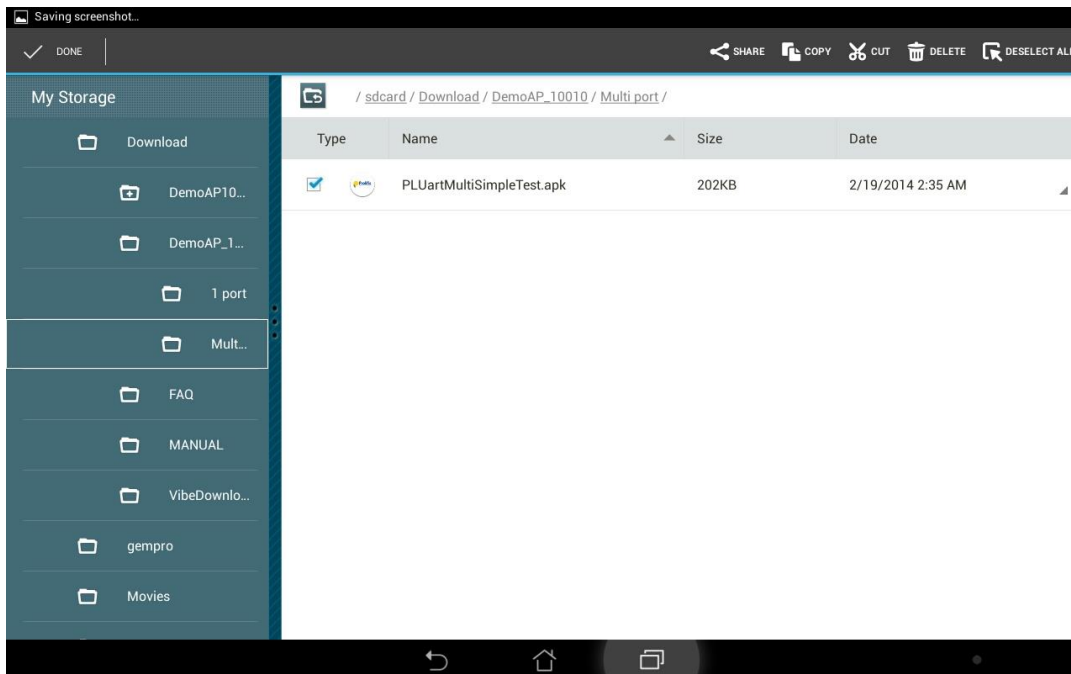 Saving screenshot...
DONE
SHARE COPY CUT DELETE DESELECT ALL
My Storage
/ sdcard / Download / DemoAP_10010 / Multi port /
Type Name Size Date
PLUartMultiSimpleTest.apk 202KB 2/19/2014 2:35 AM
Download
DemoAP10...
DemoAP_1...
1 port
Mult...
FAQ
MANUAL
VibeDownlo...
gempro
Movies